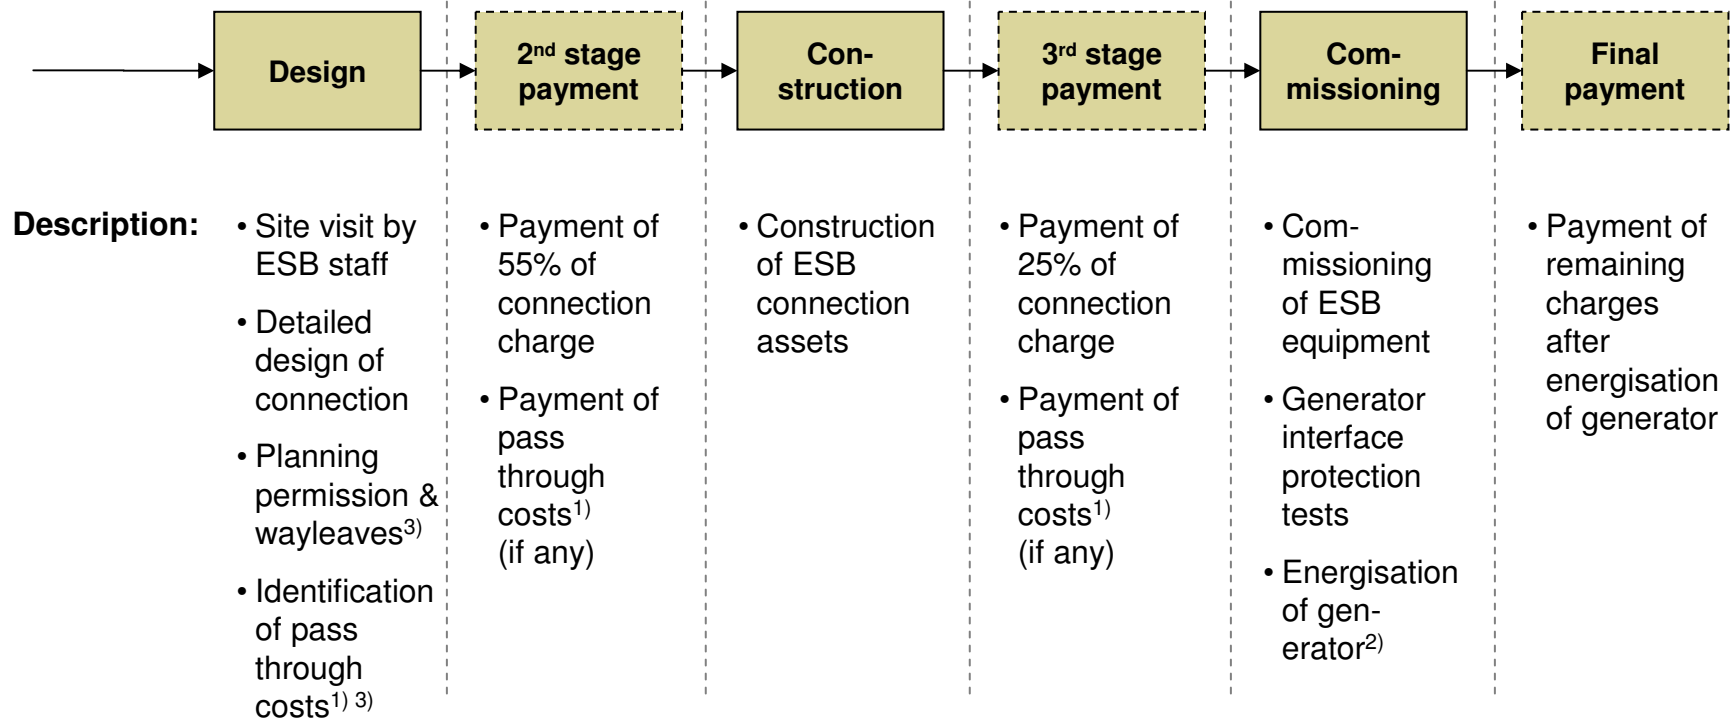 Design
2nd stage
payment
Con-
struction
3rd stage
payment
Com-
missioning
Final
payment
Description:
• Site visit by
ESB staff
• Detailed
design of
connection
• Planning
permission &
wayleaves3)
• Identification
of pass
through
costs1) 3)
• Payment of
55% of
connection
charge
• Payment of
pass
through
costs1)
(if any)
• Construction
of ESB
connection
assets
• Payment of
25% of
connection
charge
• Payment of
pass
through
costs1)
(if any)
• Com-
missioning
of ESB
equipment
• Generator
interface
protection
tests
• Energisation
of gen-
erator2)
• Payment of
remaining
charges
after
energisation
of generator